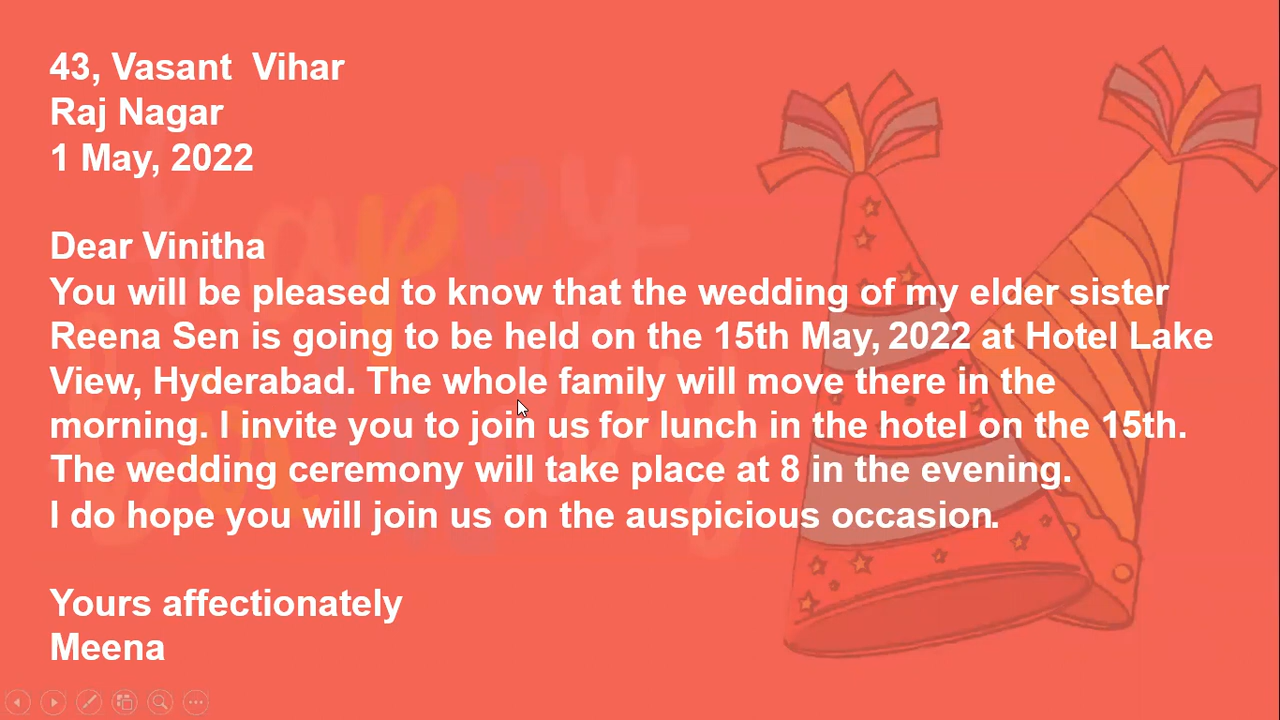 43, Vasant Vihar
Raj Nagar
1 May, 2022
Dear Vinitha
You will be pleased to know that the wedding of my elder sister
Reena Sen is going to be held on the 15th May, 2022 at Hotel Lake
View, Hyderabad. The whole family will move there in the
morning. I invite you to join us for lunch in the hotel on the 15th.
The wedding ceremony will take place at 8 in the evening.
I do hope you will join us on the auspicious occasion.
Yours affectionately
Meena